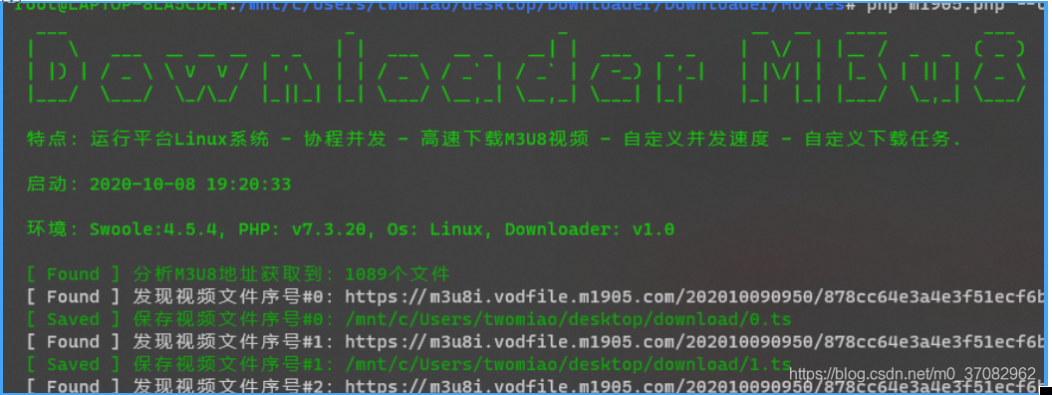 root@LAPTOP-8LA5CDLH:/mnt/c/Users/twomiao/desktop/Downloader/Downloader/Movies# php m1905.php
Downloader M3u8
特点: 运行平台Linux系统 - 协程并发 - 高速下载M3U8视频 - 自定义并发速度 - 自定义下载任务.
启动: 2020-10-08 19:20:33
环境: Swoole:4.5.4, PHP: v7.3.20, Os: Linux, Downloader: v1.0
[ Found ] 分析M3U8地址获取到: 1089个文件
[ Found ] 发现视频文件序号#0: https://m3u8i.vodfile.m1905.com/202010090950/878cc64e3a4e3f51ecf6b
[ Saved ] 保存视频文件序号#0: /mnt/c/Users/twomiao/desktop/download/0.ts
[ Found ] 发现视频文件序号#1: https://m3u8i.vodfile.m1905.com/202010090950/878cc64e3a4e3f51ecf6b
[ Saved ] 保存视频文件序号#1: /mnt/c/Users/twomiao/desktop/download/1.ts
[ Found ] 发现视频文件序号#2: https://m3u8i.vodfile.m1905.com/202010090950/878cc64e3a4e3f51ecf6b
https://blog.csdn.net/m0_37082962